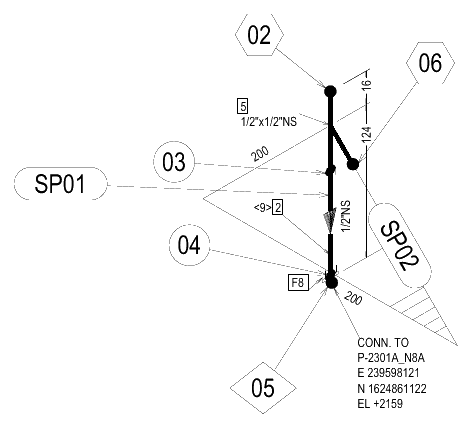 02
06
16
5
1/2"x1/2"NS
124
200
03
SP01
<9>2
1/2"NS
SP02
04
F8
200
CONN. TO
P-2301A_N8A
E 239598121
N 1624861122
EL +2159
05